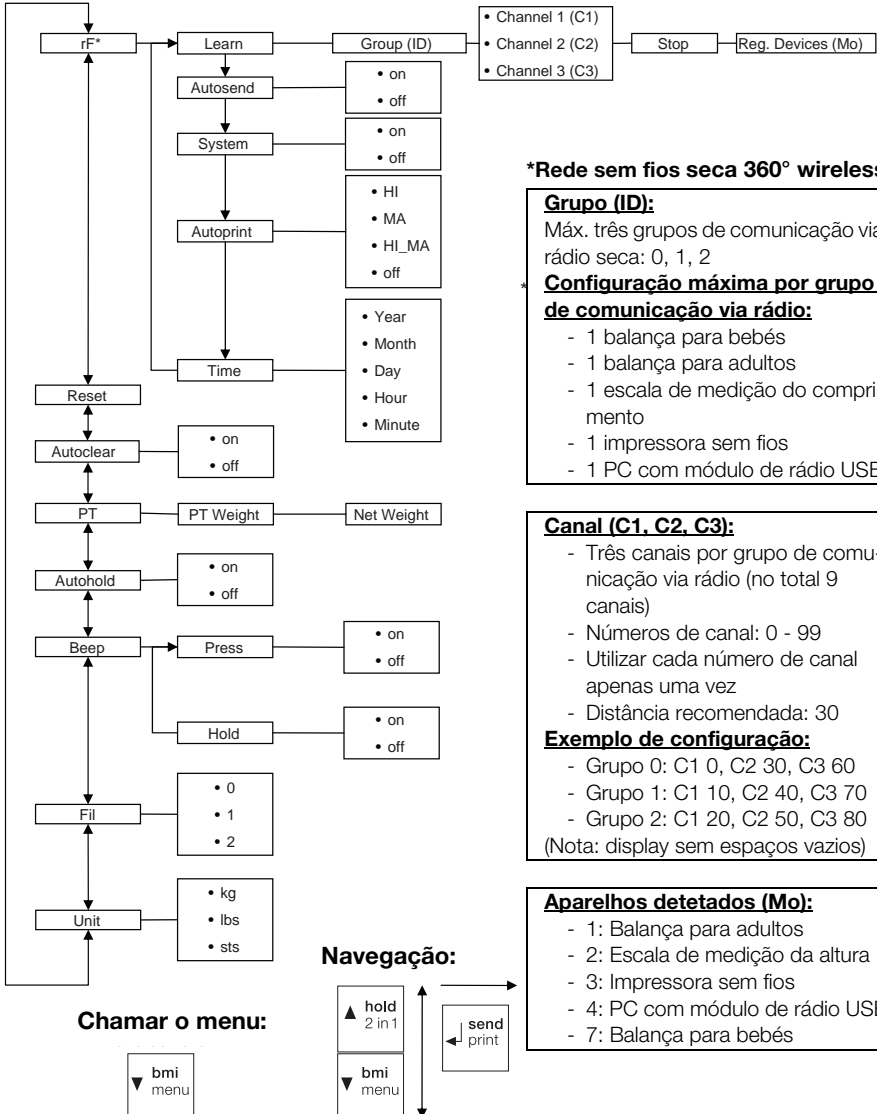 rF*
Learn
Group (ID)
• Channel 1 (C1)
• Channel 2 (C2)
• Channel 3 (C3)
Stop
Reg. Devices (Mo)
Autosend
• on
• off
System
• on
• off
Autoprint
• HI
• MA
• HI_MA
• off
Time
• Year
• Month
• Day
• Hour
• Minute
Reset
Autoclear
• on
• off
PT
PT Weight
Net Weight
Autohold
• on
• off
Beep
Press
• on
• off
Hold
• on
• off
Fil
• 0
• 1
• 2
Unit
• kg
• lbs
• sts
Chamar o menu:
bmi
menu
Navegação:
hold
2 in 1
bmi
menu
send
print
*Rede sem fios seca 360° wireless
Grupo (ID):
Máx. três grupos de comunicação via
rádio seca: 0, 1, 2
*
Configuração máxima por grupo
de comunicação via rádio:
- 1 balança para bebés
- 1 balança para adultos
- 1 escala de medição do compri
mento
- 1 impressora sem fios
- 1 PC com módulo de rádio USB
Canal (C1, C2, C3):
- Três canais por grupo de comu-
nicação via rádio (no total 9
canais)
- Números de canal: 0 - 99
- Utilizar cada número de canal
apenas uma vez
- Distância recomendada: 30
Exemplo de configuração:
- Grupo 0: C1 0, C2 30, C3 60
- Grupo 1: C1 10, C2 40, C3 70
- Grupo 2: C1 20, C2 50, C3 80
(Nota: display sem espaços vazios)
Aparelhos detetados (Mo):
- 1: Balança para adultos
- 2: Escala de medição da altura
- 3: Impressora sem fios
- 4: PC com módulo de rádio USB
- 7: Balança para bebés